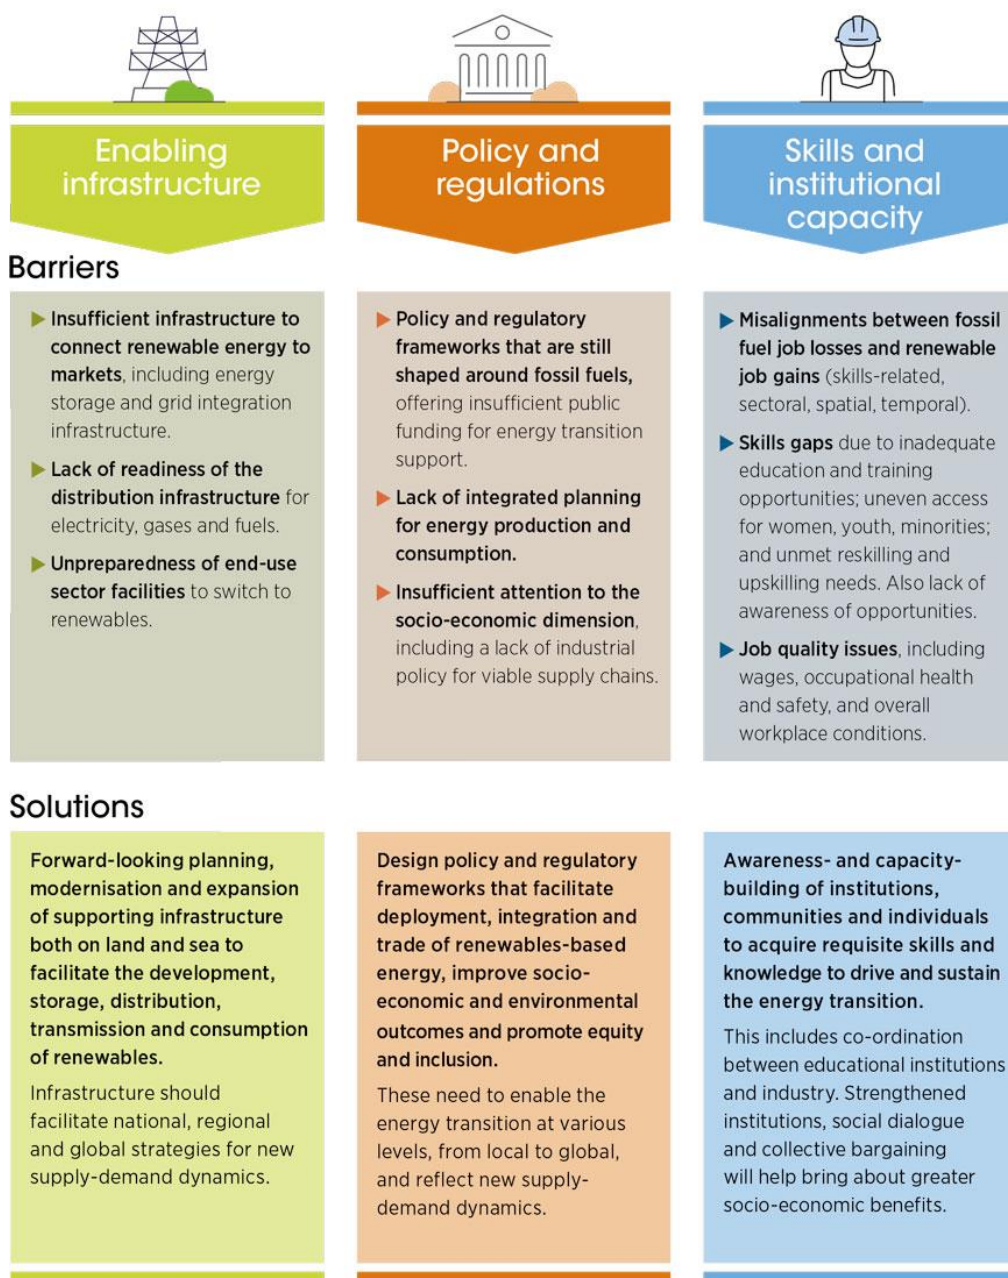 Enabling
infrastructure
Policy and
regulations
Skills and
institutional
capacity
Barriers
▶ Insufficient infrastructure to
connect renewable energy to
markets, including energy
storage and grid integration
infrastructure.
▶ Lack of readiness of the
distribution infrastructure for
electricity, gases and fuels.
▶ Unpreparedness of end-use
sector facilities to switch to
renewables.
▶ Policy and regulatory
frameworks that are still
shaped around fossil fuels,
offering insufficient public
funding for energy transition
support.
▶ Lack of integrated planning
for energy production and
consumption.
▶ Insufficient attention to the
socio-economic dimension,
including a lack of industrial
policy for viable supply chains.
▶ Misalignments between fossil
fuel job losses and renewable
job gains (skills-related,
sectoral, spatial, temporal).
▶ Skills gaps due to inadequate
education and training
opportunities; uneven access
for women, youth, minorities;
and unmet reskilling and
upskilling needs. Also lack of
awareness of opportunities.
▶ Job quality issues, including
wages, occupational health
and safety, and overall
workplace conditions.
Solutions
Forward-looking planning,
modernisation and expansion
of supporting infrastructure
both on land and sea to
facilitate the development,
storage, distribution,
transmission and consumption
of renewables.
Infrastructure should
facilitate national, regional
and global strategies for new
supply-demand dynamics.
Design policy and regulatory
frameworks that facilitate
deployment, integration and
trade of renewables-based
energy, improve socio-
economic and environmental
outcomes and promote equity
and inclusion.
These need to enable the
energy transition at various
levels, from local to global,
and reflect new supply-
demand dynamics.
Awareness- and capacity-
building of institutions,
communities and individuals
to acquire requisite skills and
knowledge to drive and sustain
the energy transition.
This includes co-ordination
between educational institutions
and industry. Strengthened
institutions, social dialogue
and collective bargaining
will help bring about greater
socio-economic benefits.